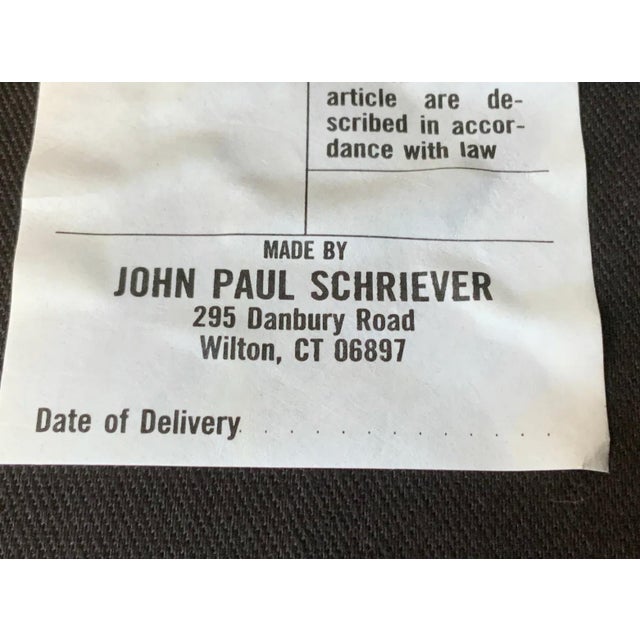 article are de-
scribed in accor-
dance with law
MADE BY
JOHN PAUL SCHRIEVER
295 Danbury Road
Wilton, CT 06897
Date of Delivery. . . . . . . . . . . . . .